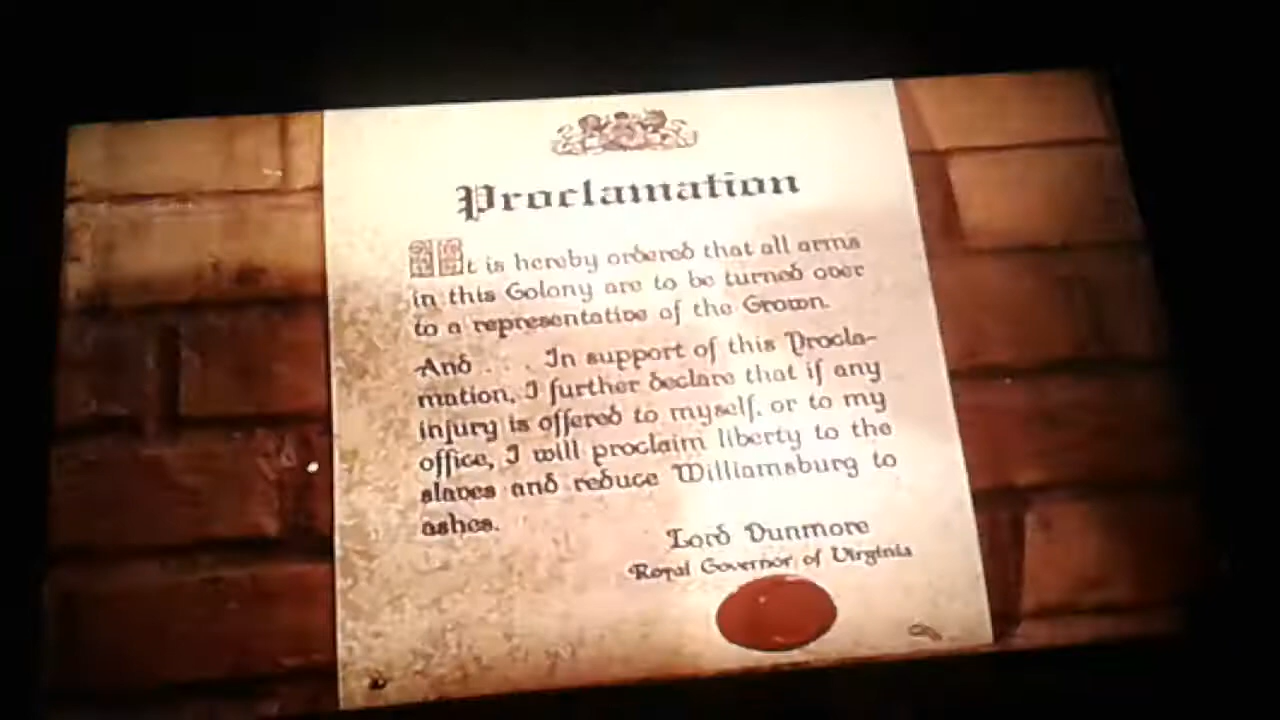 Proclamation
It is hereby ordered that all arms
in this Colony are to be turned over
to a representative of the Crown.
And . . . In support of this Procla-
mation, I further declare that if any
injury is offered to myself, or to my
office, I will proclaim liberty to the
slaves and reduce Williamsburg to
ashes.
Lord Dunmore
Royal Governor of Virginia